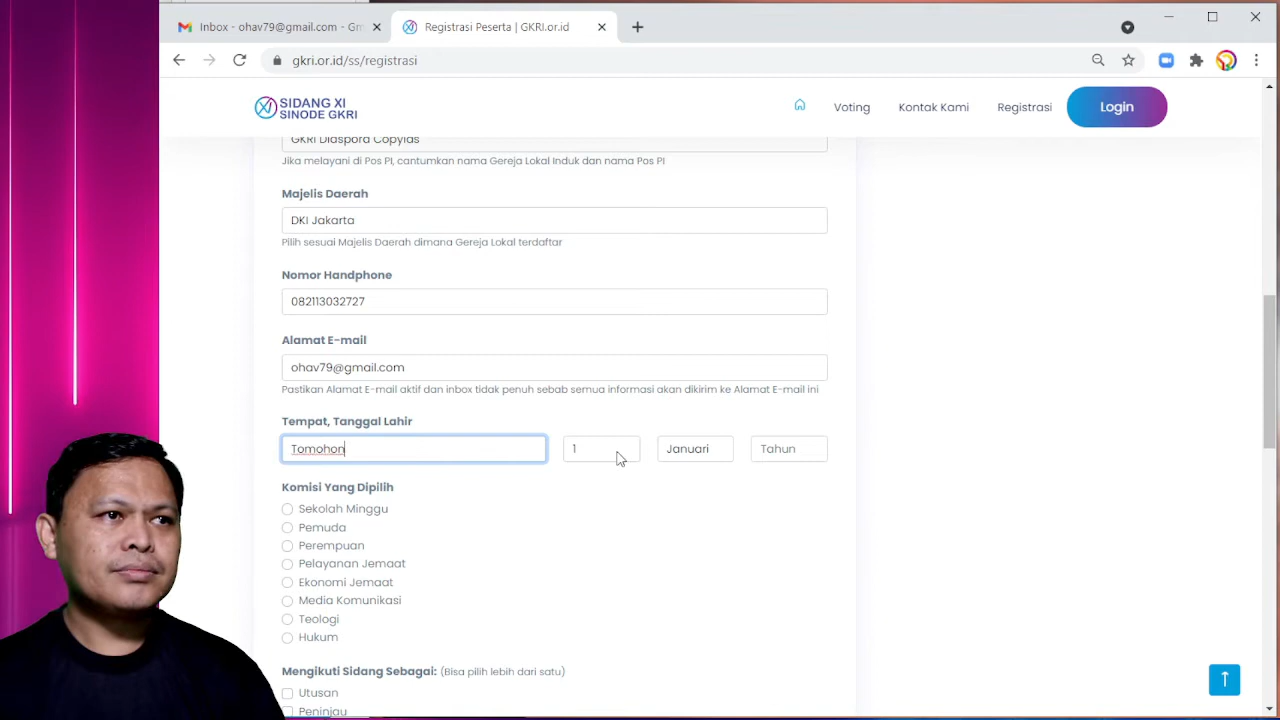 Inbox - ohav79@gmail.com - Gm
Registrasi Peserta | GKRI.or.id
gkri.or.id/ss/registrasi
SIDANG XI
SINODE GKRI
Voting
Kontak Kami
Registrasi
Login
GKRI Diaspora Copylas
Jika melayani di Pos PI, cantumkan nama Gereja Lokal Induk dan nama Pos PI
Majelis Daerah
DKI Jakarta
Pilih sesuai Majelis Daerah dimana Gereja Lokal terdaftar
Nomor Handphone
082113032727
Alamat E-mail
ohav79@gmail.com
Pastikan Alamat E-mail aktif dan inbox tidak penuh sebab semua informasi akan dikirim ke Alamat E-mail ini
Tempat, Tanggal Lahir
Tomohon 1 Januari Tahun
Komisi Yang Dipilih
Sekolah Minggu
Pemuda
Perempuan
Pelayanan Jemaat
Ekonomi Jemaat
Media Komunikasi
Teologi
Hukum
Mengikuti Sidang Sebagai: (Bisa pilih lebih dari satu)
Utusan
Peninjau